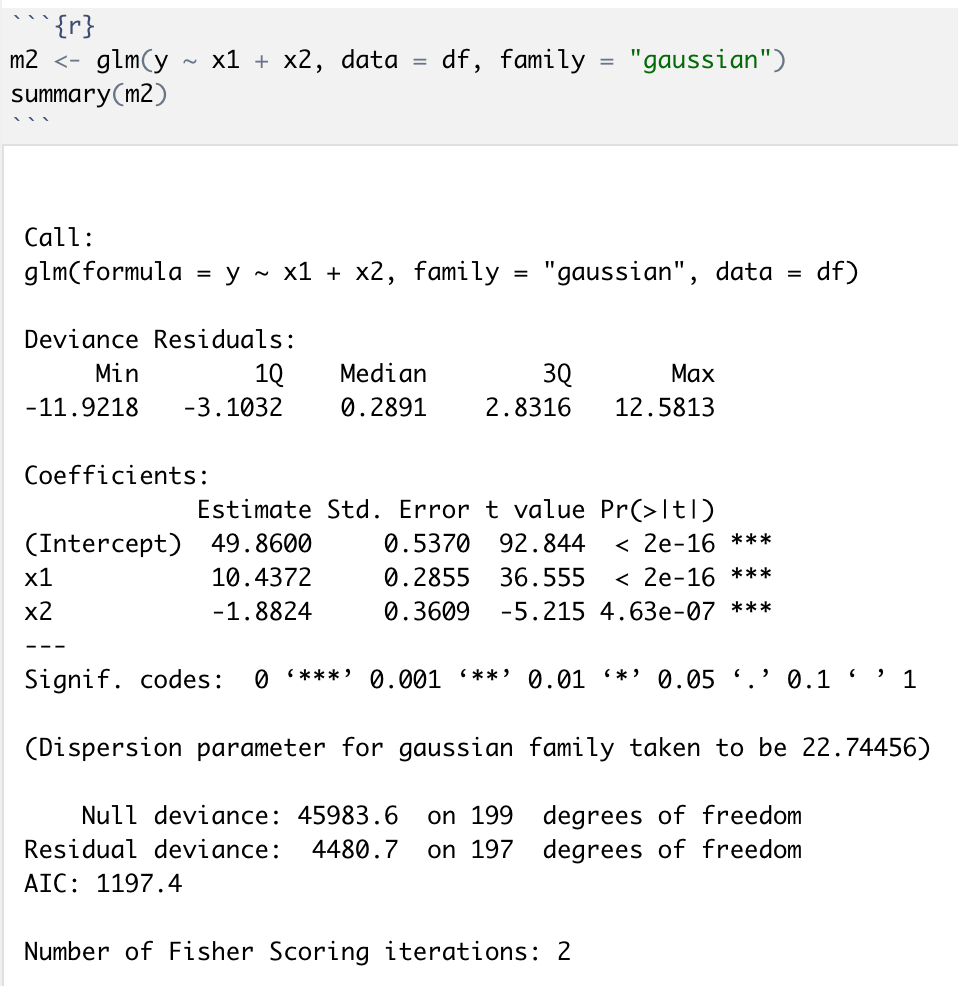 ```{r}
m2 <- glm(y ~ x1 + x2, data = df, family = "gaussian")
summary(m2)
```
Call:
glm(formula = y ~ x1 + x2, family = "gaussian", data = df)
Deviance Residuals:
     Min        1Q    Median        3Q       Max
-11.9218   -3.1032    0.2891    2.8316   12.5813
Coefficients:
            Estimate Std. Error t value Pr(>|t|)
(Intercept)  49.8600     0.5370  92.844  < 2e-16 ***
x1           10.4372     0.2855  36.555  < 2e-16 ***
x2           -1.8824     0.3609  -5.215 4.63e-07 ***
---
Signif. codes:  0 ‘***’ 0.001 ‘**’ 0.01 ‘*’ 0.05 ‘.’ 0.1 ‘ ’ 1
(Dispersion parameter for gaussian family taken to be 22.74456)
    Null deviance: 45983.6  on 199  degrees of freedom
Residual deviance:  4480.7  on 197  degrees of freedom
AIC: 1197.4
Number of Fisher Scoring iterations: 2